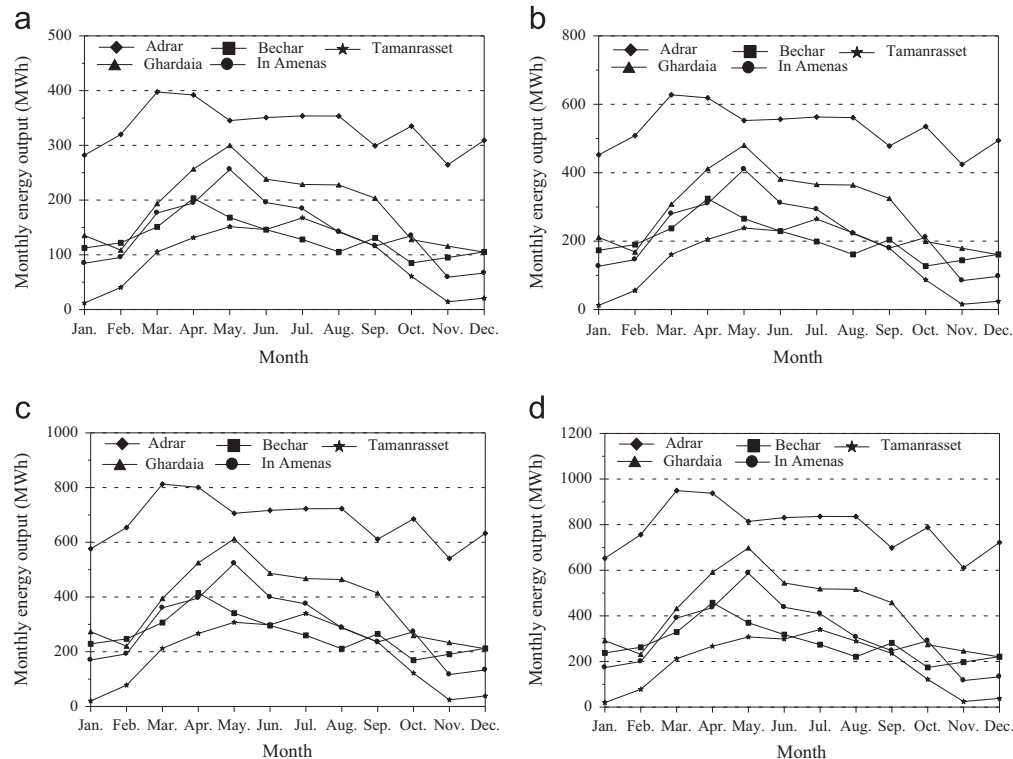 a
Monthly energy output (MWh)
500
400
300
200
100
0
Adrar
Bechar
Tamanrasset
Ghardaia
In Amenas
Jan. Feb. Mar. Apr. May. Jun. Jul. Aug. Sep. Oct. Nov. Dec.
Month
b
Monthly energy output (MWh)
800
600
400
200
0
Adrar
Bechar
Tamanrasset
Ghardaia
In Amenas
Jan. Feb. Mar. Apr. May. Jun. Jul. Aug. Sep. Oct. Nov. Dec.
Month
c
Monthly energy output (MWh)
1000
800
600
400
200
0
Adrar
Bechar
Tamanrasset
Ghardaia
In Amenas
Jan. Feb. Mar. Apr. May. Jun. Jul. Aug. Sep. Oct. Nov. Dec.
Month
d
Monthly energy output (MWh)
1200
1000
800
600
400
200
0
Adrar
Bechar
Tamanrasset
Ghardaia
In Amenas
Jan. Feb. Mar. Apr. May. Jun. Jul. Aug. Sep. Oct. Nov. Dec.
Month